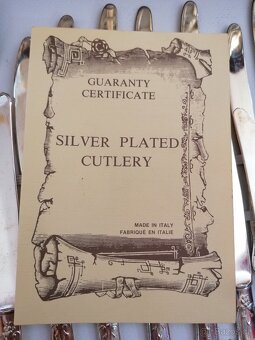 GUARANTY
CERTIFICATE
SILVER PLATED
CUTLERY
MADE IN ITALY
FABRIQUÉ EN ITALIE